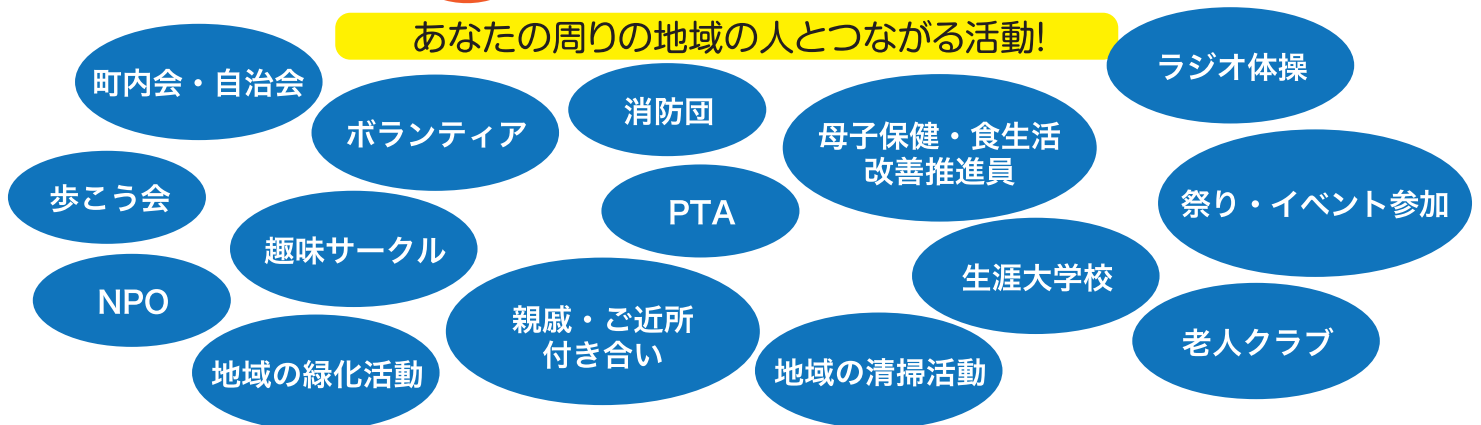 あなたの周りの地域の人とつながる活動!
町内会・自治会
ボランティア
消防団
母子保健・食生活
改善推進員
ラジオ体操
歩こう会
趣味サークル
PTA
祭り・イベント参加
NPO
親戚・ご近所
付き合い
生涯大学校
地域の緑化活動
地域の清掃活動
老人クラブ